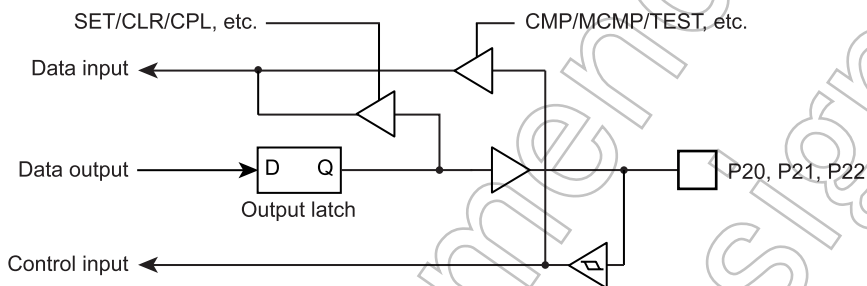 SET/CLR/CPL, etc.
CMP/MCMP/TEST, etc.
Data input
Data output
D Q
P20, P21, P22
Output latch
Control input